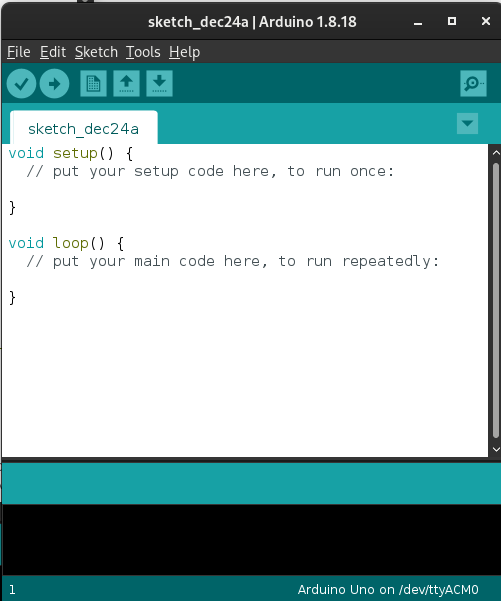 sketch_dec24a | Arduino 1.8.18
File Edit Sketch Tools Help
sketch_dec24a
void setup() {
  // put your setup code here, to run once:
}
void loop() {
  // put your main code here, to run repeatedly:
}
1 Arduino Uno on /dev/ttyACM0